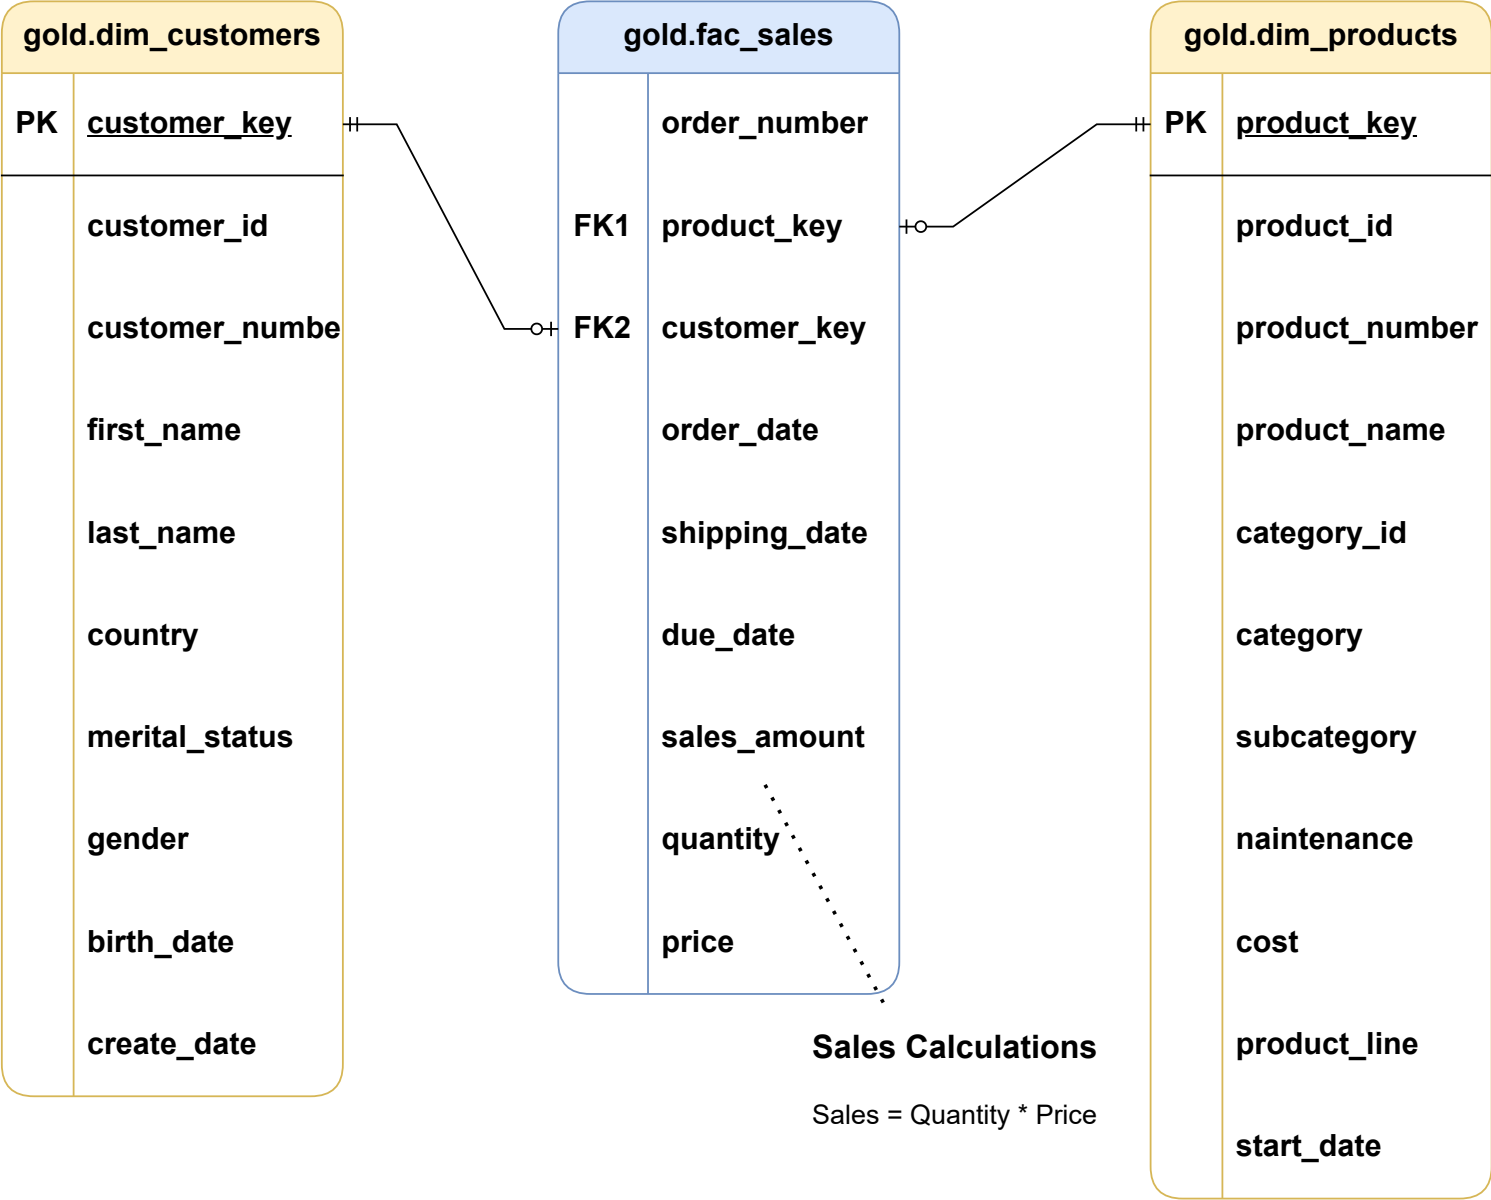 gold.dim_customers
PK customer_key
customer_id
customer_numbe
first_name
last_name
country
merital_status
gender
birth_date
create_date
gold.fac_sales
order_number
FK1 product_key
FK2 customer_key
order_date
shipping_date
due_date
sales_amount
quantity
price
Sales Calculations
Sales = Quantity * Price
gold.dim_products
PK product_key
product_id
product_number
product_name
category_id
category
subcategory
naintenance
cost
product_line
start_date